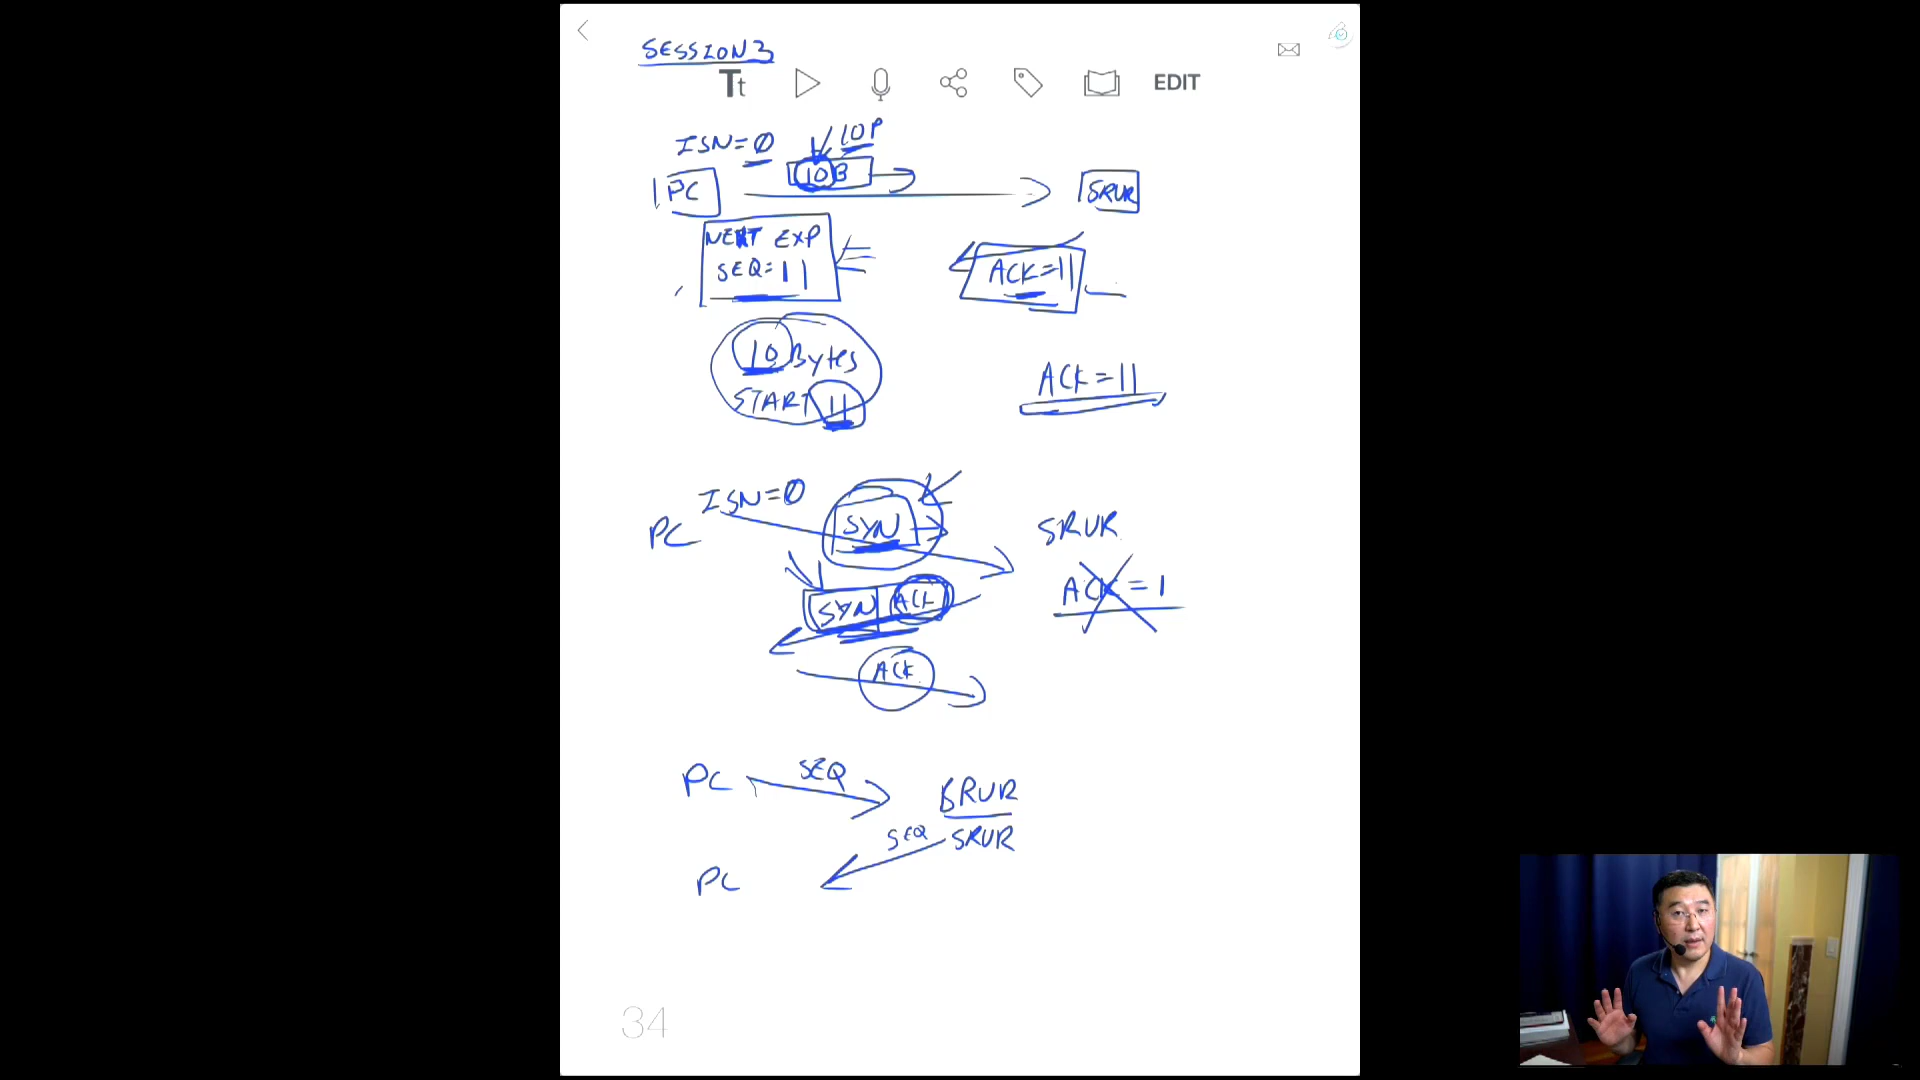 SESSION 3
Tt EDIT
ISN=0 10P
10B
PC SRVR
NEXT EXP
SEQ=11 ACK=11
10 Bytes
START 11 ACK=11
ISN=0
PC SYN SRVR
ACK=1
SYN ACK
ACK
PC SEQ SRVR
SEQ SRVR
PC
34